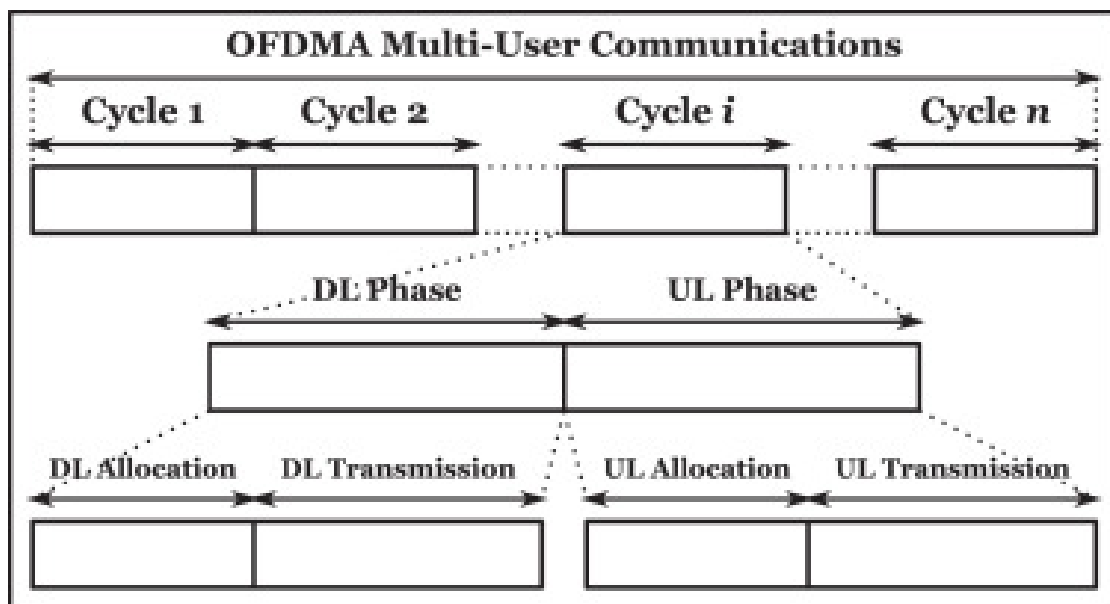 OFDMA Multi-User Communications
Cycle 1 Cycle 2 Cycle i Cycle n
DL Phase UL Phase
DL Allocation DL Transmission UL Allocation UL Transmission